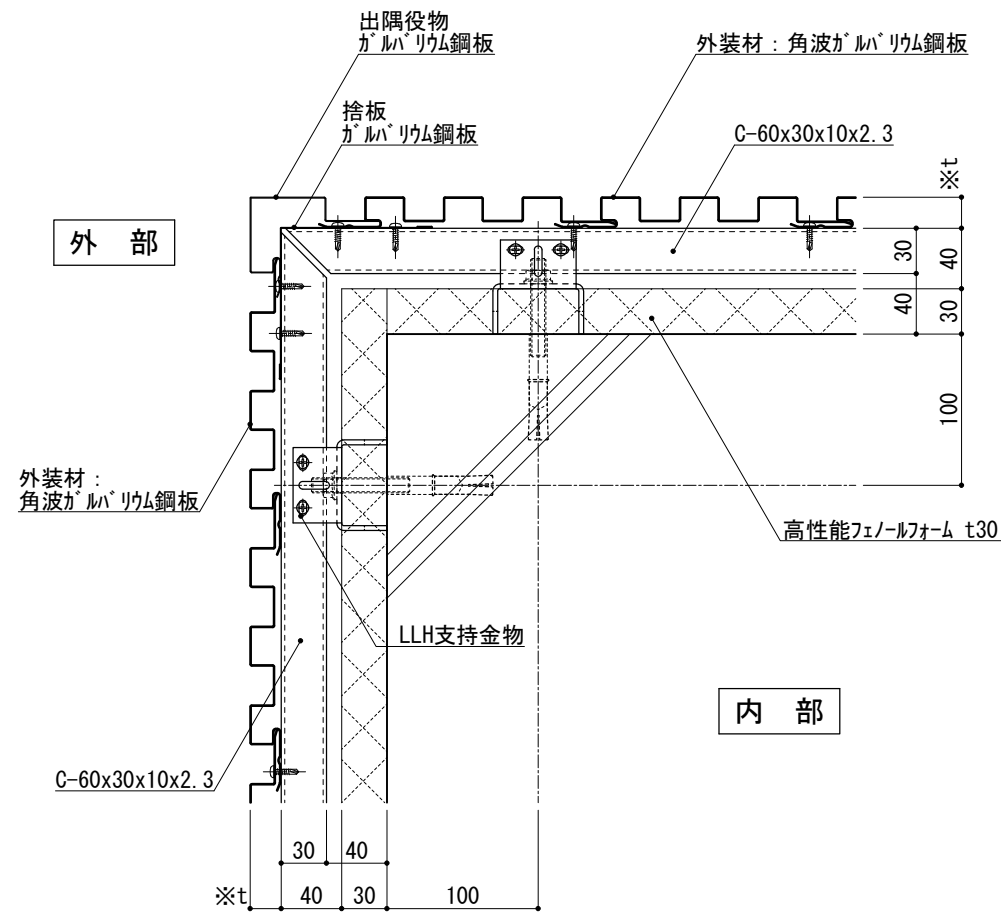 出隅役物
ｶﾞﾙﾊﾞﾘｳﾑ鋼板
外装材：角波ｶﾞﾙﾊﾞﾘｳﾑ鋼板
捨板
ｶﾞﾙﾊﾞﾘｳﾑ鋼板
C-60x30x10x2.3
※t
外　部
30
40
40
30
100
外装材：
角波ｶﾞﾙﾊﾞﾘｳﾑ鋼板
高性能ﾌｪﾉｰﾙﾌｫｰﾑ t30
LLH支持金物
内　部
C-60x30x10x2.3
30
40
※t
40
30
100